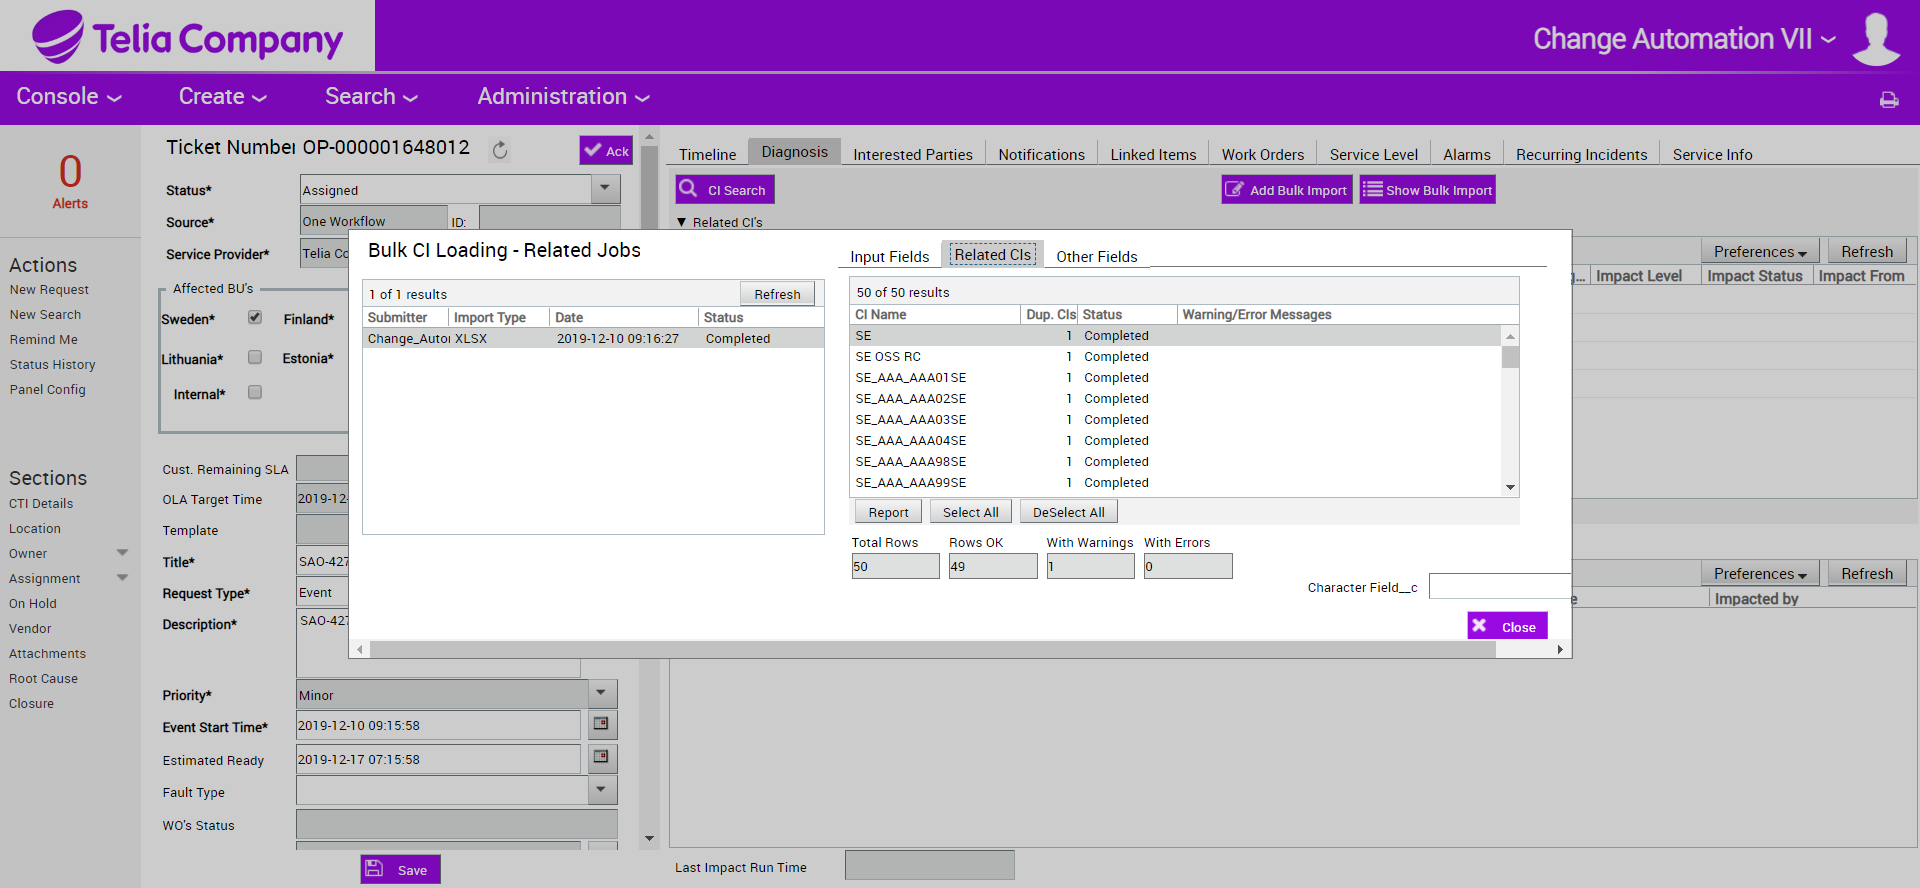 Telia Company
Change Automation VII
Console
Create
Search
Administration
0
Alerts
Actions
New Request
New Search
Remind Me
Status History
Panel Config
Sections
CTI Details
Location
Owner
Assignment
On Hold
Vendor
Attachments
Root Cause
Closure
Ticket Number OP-000001648012
Ack
Status* Assigned
Source* One Workflow ID:
Service Provider* Telia Co
Affected BU's
Sweden* Finland*
Lithuania* Estonia*
Internal*
Cust. Remaining SLA
OLA Target Time 2019-12-
Template
Title* SAO-427
Request Type* Event
Description* SAO-427
Priority* Minor
Event Start Time* 2019-12-10 09:15:58
Estimated Ready 2019-12-17 07:15:58
Fault Type
WO's Status
Save
Timeline Diagnosis Interested Parties Notifications Linked Items Work Orders Service Level Alarms Recurring Incidents Service Info
CI Search Add Bulk Import Show Bulk Import
▼ Related CI's
Preferences Refresh
g... Impact Level Impact Status Impact From
Preferences Refresh
e Impacted by
Last Impact Run Time
Bulk CI Loading - Related Jobs
1 of 1 results Refresh
Submitter Import Type Date Status
Change_Autor XLSX 2019-12-10 09:16:27 Completed
Input Fields Related CIs Other Fields
50 of 50 results
CI Name Dup. CIs Status Warning/Error Messages
SE 1 Completed
SE OSS RC 1 Completed
SE_AAA_AAA01SE 1 Completed
SE_AAA_AAA02SE 1 Completed
SE_AAA_AAA03SE 1 Completed
SE_AAA_AAA04SE 1 Completed
SE_AAA_AAA98SE 1 Completed
SE_AAA_AAA99SE 1 Completed
Report Select All DeSelect All
Total Rows Rows OK With Warnings With Errors
50 49 1 0
Character Field__c
Close